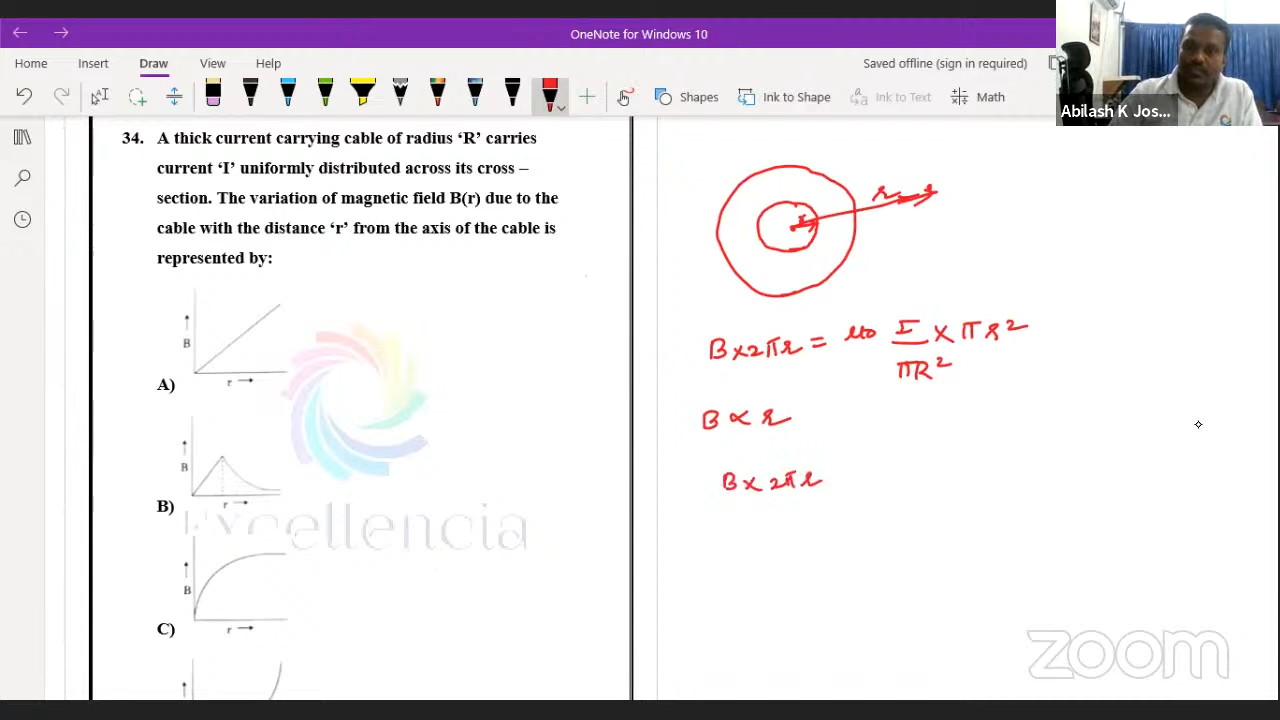 OneNote for Windows 10
Home Insert Draw View Help
Saved offline (sign in required)
Shapes
Ink to Shape
Ink to Text
Math
Abilash K Jos...
34. A thick current carrying cable of radius ‘R’ carries
current ‘I’ uniformly distributed across its cross –
section. The variation of magnetic field B(r) due to the
cable with the distance ‘r’ from the axis of the cable is
represented by:
B
r
A)
B
r
B)
B
r
C)
Excellencia
r
r
B×2πr = μ0 I/πR² × πr²
B ∝ r
B× 2πr
zoom